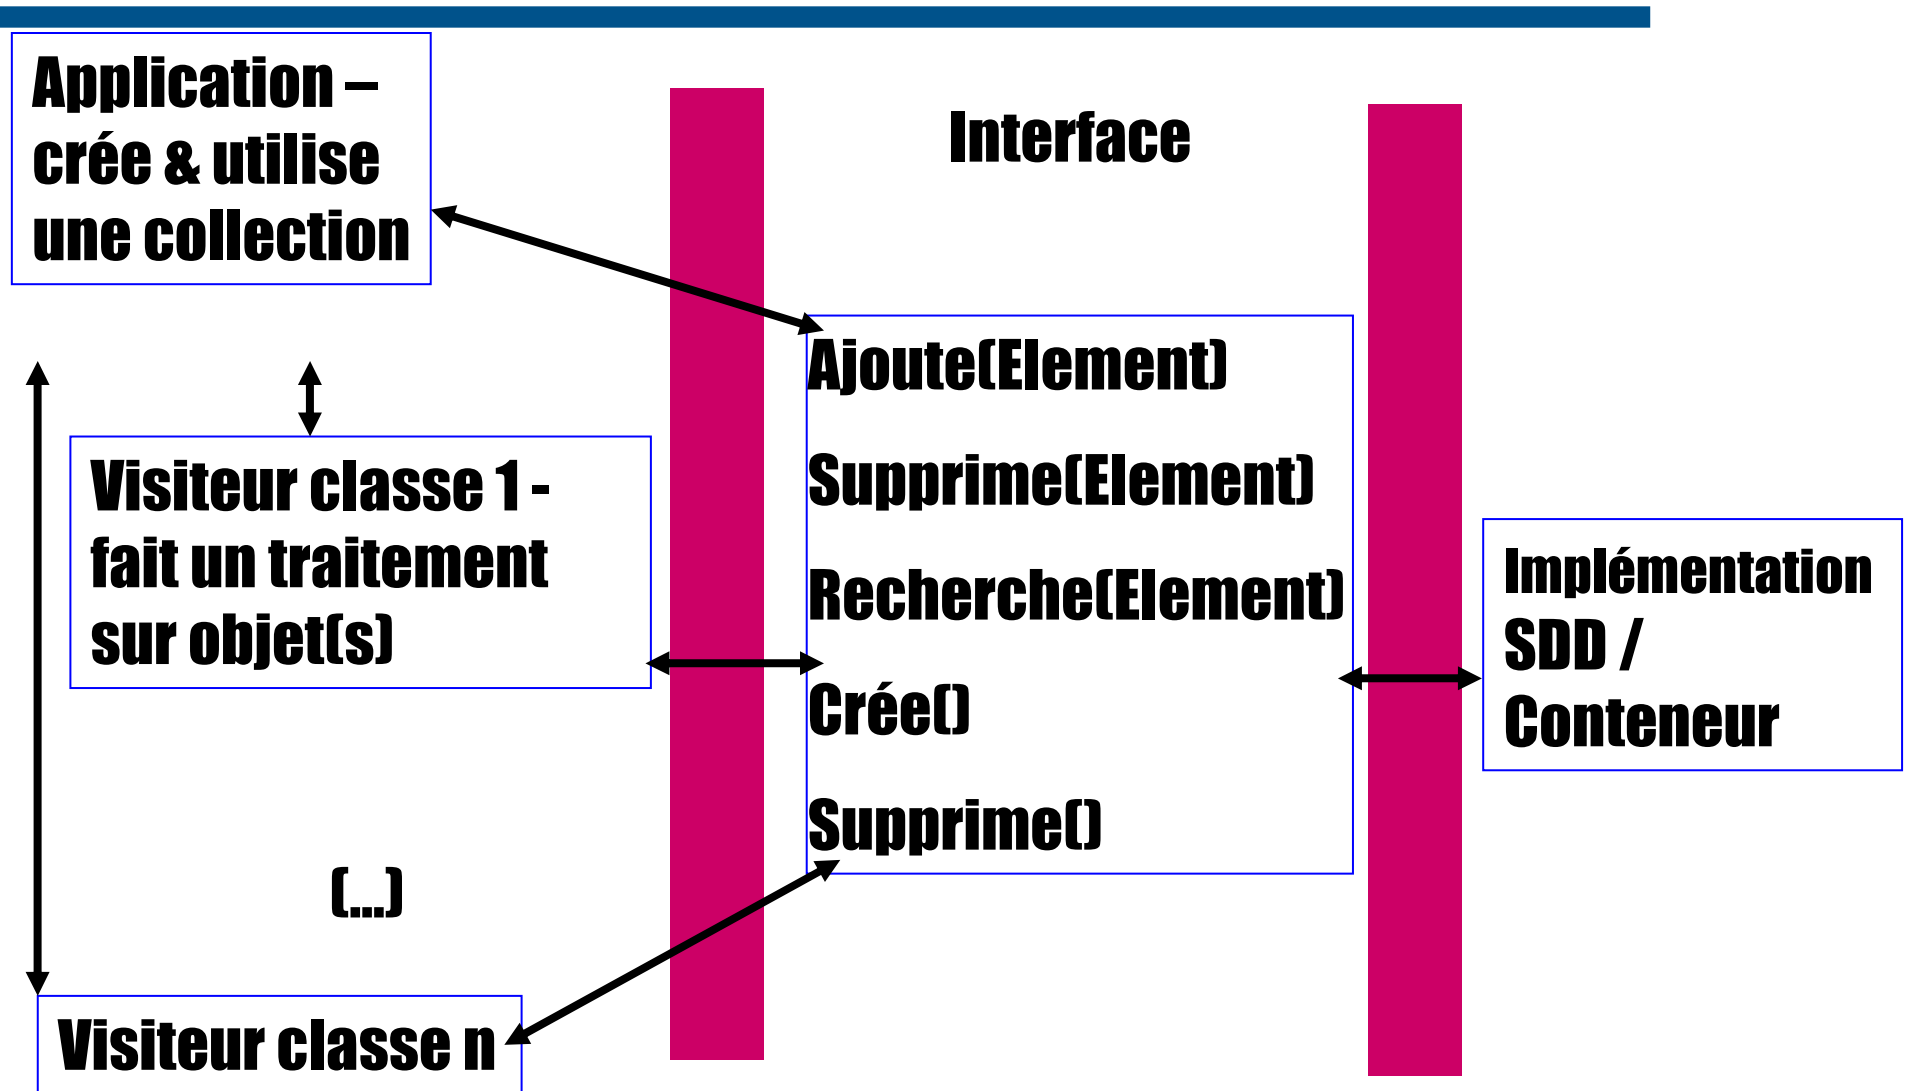 Application –
crée & utilise
une collection
Interface
Ajoute(Element)
Supprime(Element)
Recherche(Element)
Crée()
Supprime()
Visiteur classe 1 -
fait un traitement
sur objet(s)
(...)
Visiteur classe n
Implémentation
SDD /
Conteneur